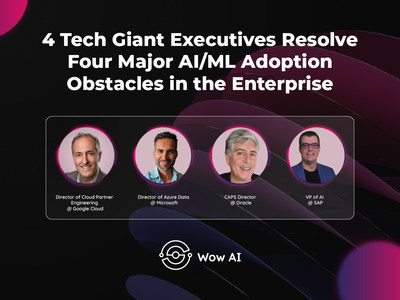 4 Tech Giant Executives Resolve
Four Major AI/ML Adoption
Obstacles in the Enterprise
Director of Cloud Partner
Engineering
@ Google Cloud
Director of Azure Data
@ Microsoft
CAPS Director
@ Oracle
VP of AI
@ SAP
Wow AI